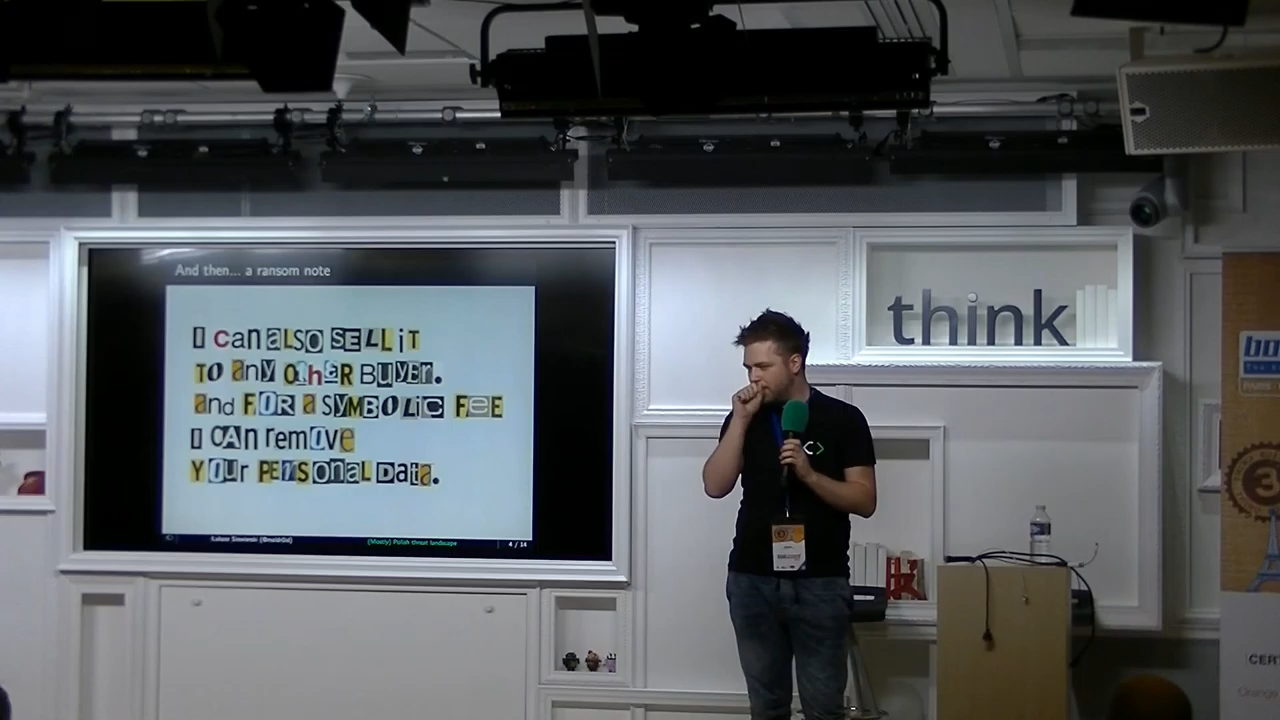 And then... a ransom note
I can also SELL it
To any OthER BUYER.
and FOR a SYMBOLiC FEE
I CAn remove
Your PERSOnal Data.
(Mostly) Polish threat landscape
4 / 14
think